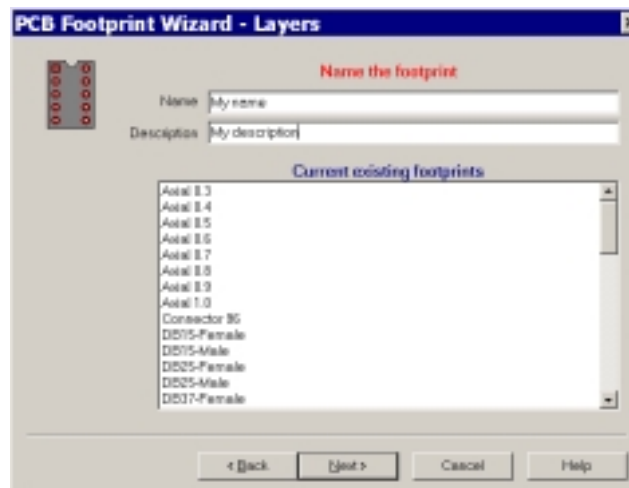 PCB Footprint Wizard - Layers
Name the footprint
Name My name
Description My description
Current existing footprints
Axial 0.3
Axial 0.4
Axial 0.5
Axial 0.6
Axial 0.7
Axial 0.8
Axial 0.9
Axial 1.0
Connector 96
DB15-Female
DB15-Male
DB25-Female
DB25-Male
DB37-Female
< Back Next > Cancel Help